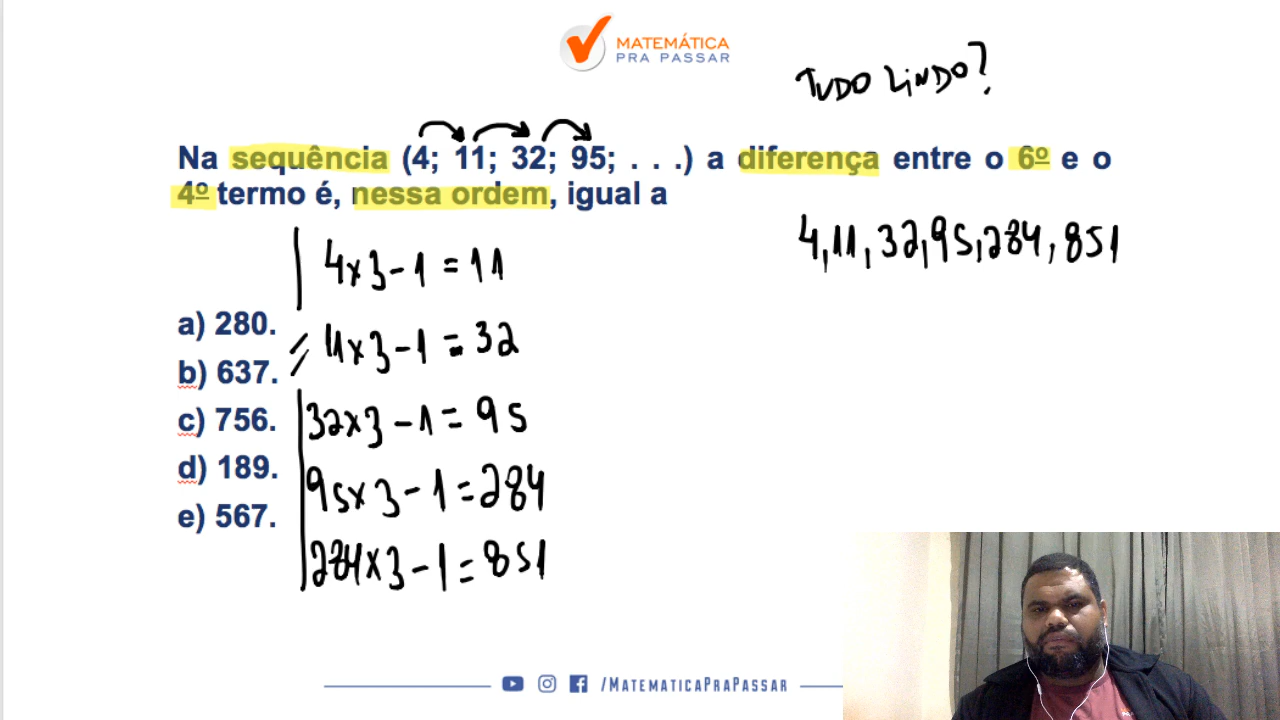 MATEMÁTICA
PRA PASSAR
TUDO LINDO?
Na sequência (4; 11; 32; 95; . . .) a diferença entre o 6º e o
4º termo é, nessa ordem, igual a
4,11,32,95,284,851
4x3-1=11
a) 280.
11x3-1=32
b) 637.
32x3-1=95
c) 756.
95x3-1=284
d) 189.
284x3-1=851
e) 567.
/MATEMATICAPRAPASSAR